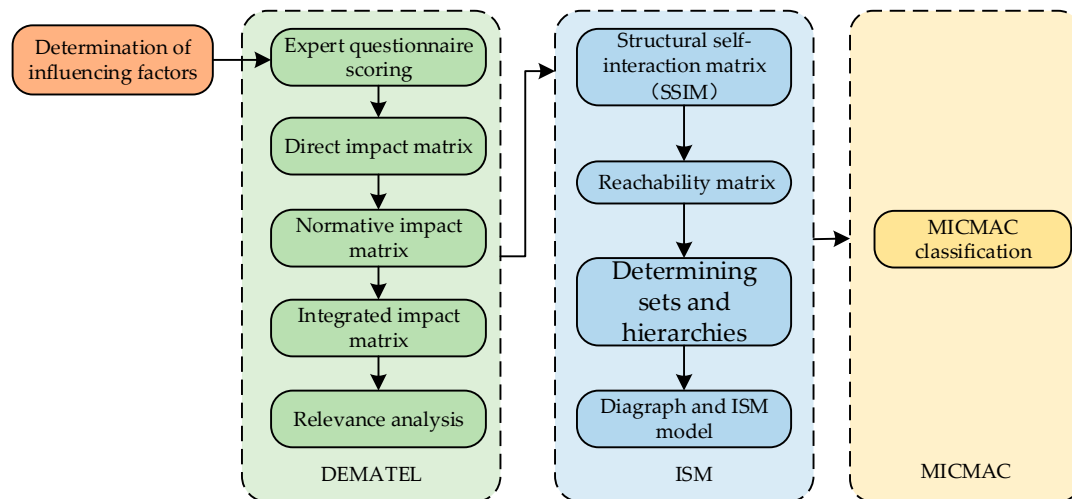 Determination of
influencing factors
Expert questionnaire
scoring
Direct impact matrix
Normative impact
matrix
Integrated impact
matrix
Relevance analysis
DEMATEL
Structural self-
interaction matrix
（SSIM）
Reachability matrix
Determining
sets and
hierarchies
Diagraph and ISM
model
ISM
MICMAC
classification
MICMAC